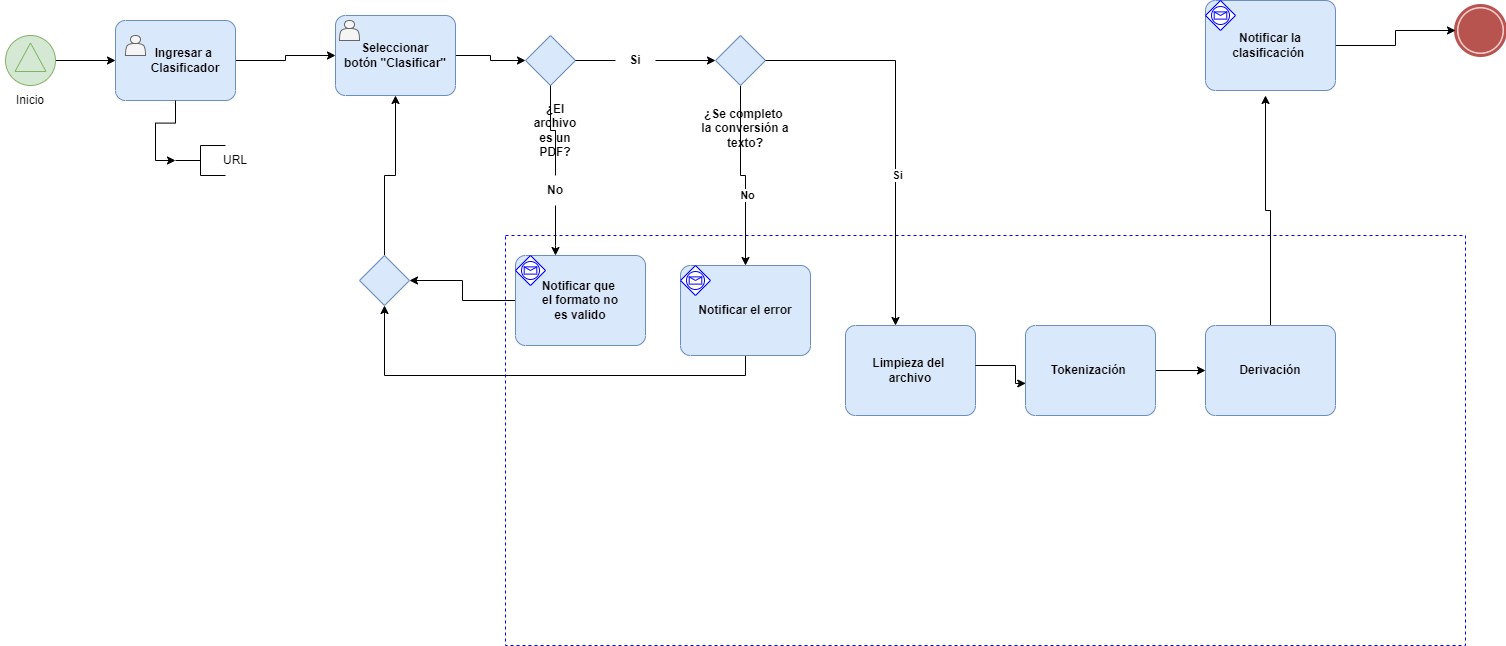 Inicio
Ingresar a
Clasificador
URL
Seleccionar
botón "Clasificar"
¿El
archivo
es un
PDF?
Si
No
¿Se completo
la conversión a
texto?
Si
No
Notificar que
el formato no
es valido
Notificar el error
Limpieza del
archivo
Tokenización
Derivación
Notificar la
clasificación